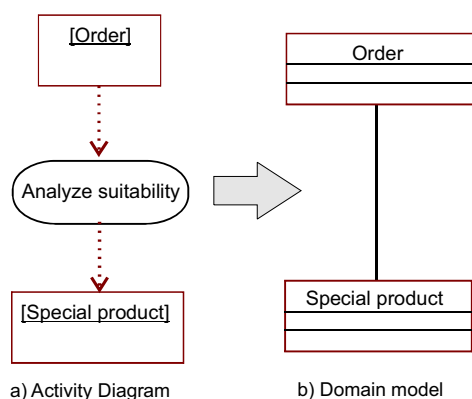 [Order]
Analyze suitability
[Special product]
a) Activity Diagram
Order
Special product
b) Domain model